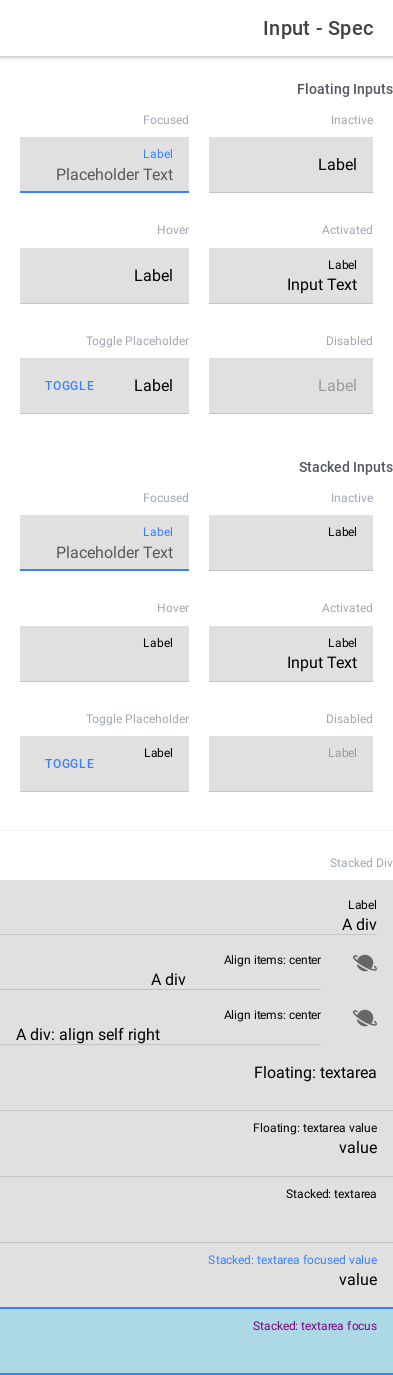 Input - Spec
Floating Inputs
Focused
Inactive
Label
Placeholder Text
Label
Hover
Activated
Label
Label
Input Text
Toggle Placeholder
Disabled
TOGGLE
Label
Label
Stacked Inputs
Focused
Inactive
Label
Placeholder Text
Label
Hover
Activated
Label
Label
Input Text
Toggle Placeholder
Disabled
TOGGLE
Label
Label
Stacked Div
Label
A div
Align items: center
A div
Align items: center
A div: align self right
Floating: textarea
Floating: textarea value
value
Stacked: textarea
Stacked: textarea focused value
value
Stacked: textarea focus